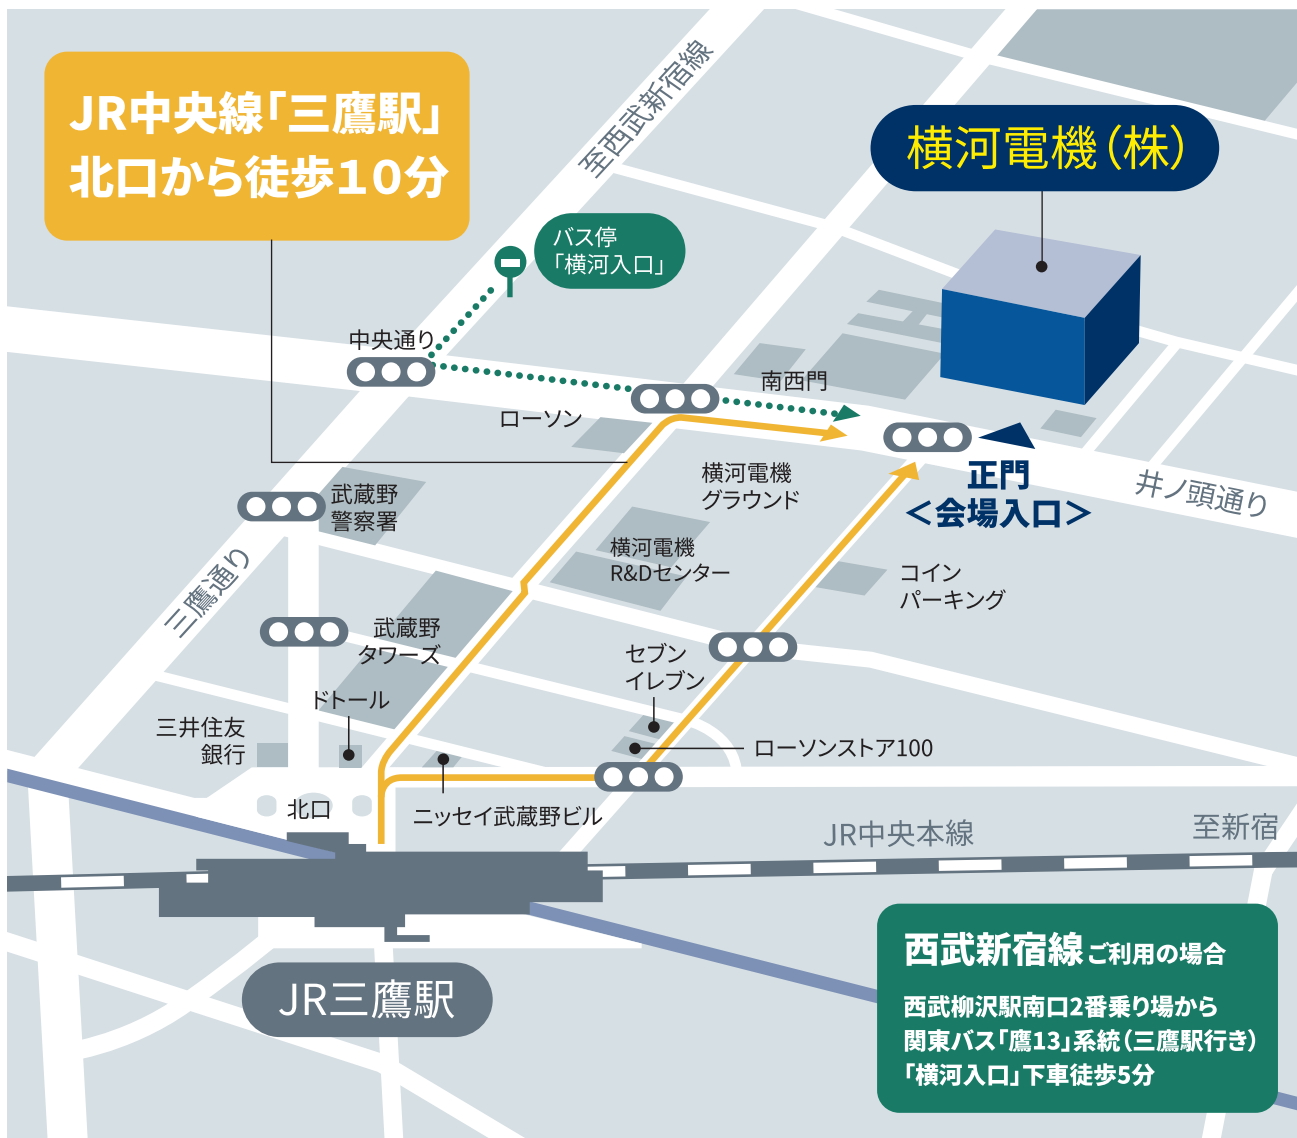 JR中央線「三鷹駅」
北口から徒歩10分
至西武新宿線
横河電機（株）
バス停
「横河入口」
中央通り
南西門
ローソン
横河電機
グラウンド
正門
＜会場入口＞
井ノ頭通り
武蔵野
警察署
横河電機
R&Dセンター
三鷹通り
コイン
パーキング
武蔵野
タワーズ
セブン
イレブン
ドトール
三井住友
銀行
ローソンストア100
北口
ニッセイ武蔵野ビル
JR中央本線
至新宿
JR三鷹駅
西武新宿線ご利用の場合
西武柳沢駅南口2番乗り場から
関東バス「鷹13」系統（三鷹駅行き）
「横河入口」下車徒歩5分